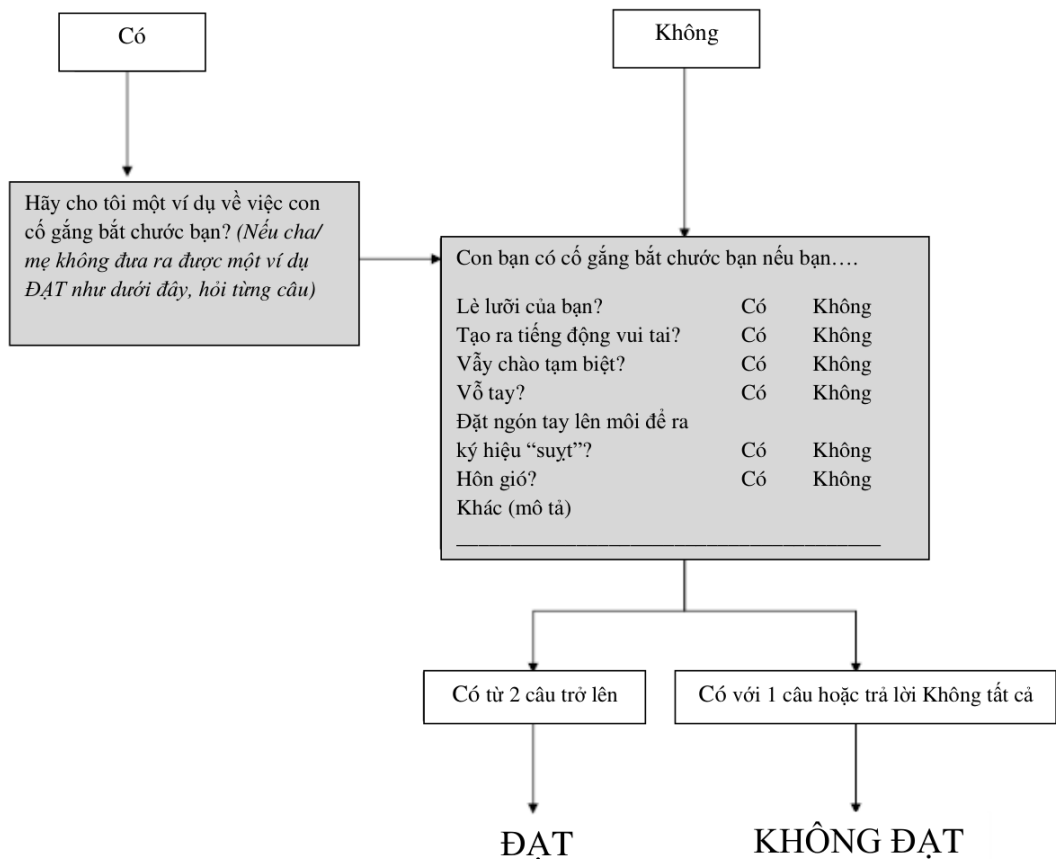 Có
Không
Hãy cho tôi một ví dụ về việc con
cố gắng bắt chước bạn? (Nếu cha/
mẹ không đưa ra được một ví dụ
ĐẠT như dưới đây, hỏi từng câu)
Con bạn có cố gắng bắt chước bạn nếu bạn….
Lè lưỡi của bạn? Có Không
Tạo ra tiếng động vui tai? Có Không
Vẫy chào tạm biệt? Có Không
Vỗ tay? Có Không
Đặt ngón tay lên môi để ra
ký hiệu “suỵt”? Có Không
Hôn gió? Có Không
Khác (mô tả)
Có từ 2 câu trở lên
Có với 1 câu hoặc trả lời Không tất cả
ĐẠT
KHÔNG ĐẠT